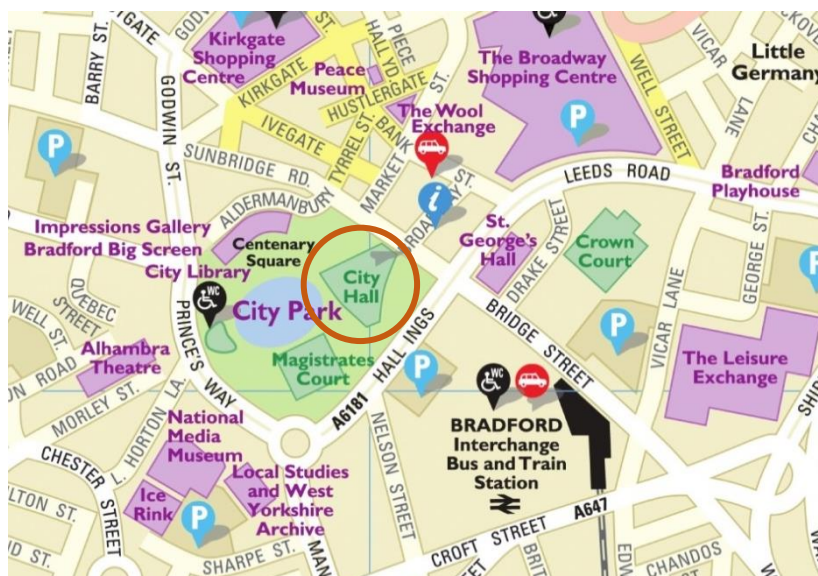 GATE
BARRY ST.
GODWIN ST.
Kirkgate
Shopping
Centre
KIRKGATE
Peace
Museum
PIECE
HALL YD
HUSTLERGATE
IVEGATE
TYRREL ST.
BANK
ST.
MARKET
The Wool
Exchange
The Broadway
Shopping Centre
WELL STREET
VICAR
LANE
Little
Germany
P
P
SUNBRIDGE RD.
LEEDS ROAD
Bradford
Playhouse
ALDERMANBURY
i
Impressions Gallery
Bradford Big Screen
City Library
Centenary
Square
City
Hall
St.
George's
Hall
DRAKE STREET
Crown
Court
GEORGE ST.
VICAR LANE
WC
City Park
QUEBEC
STREET
PRINCE'S WAY
Alhambra
Theatre
MORLEY ST.
Magistrates
Court
HALL INGS
A6181
P
P
P
BRIDGE STREET
The Leisure
Exchange
WC
BRADFORD
Interchange
Bus and Train
Station
L. HORTON LA.
National
Media
Museum
CHESTER STREET
Ice
Rink
P
Local Studies
and West
Yorkshire
Archive
NELSON STREET
SHARPE ST.
CROFT STREET
A647
CHANDOS